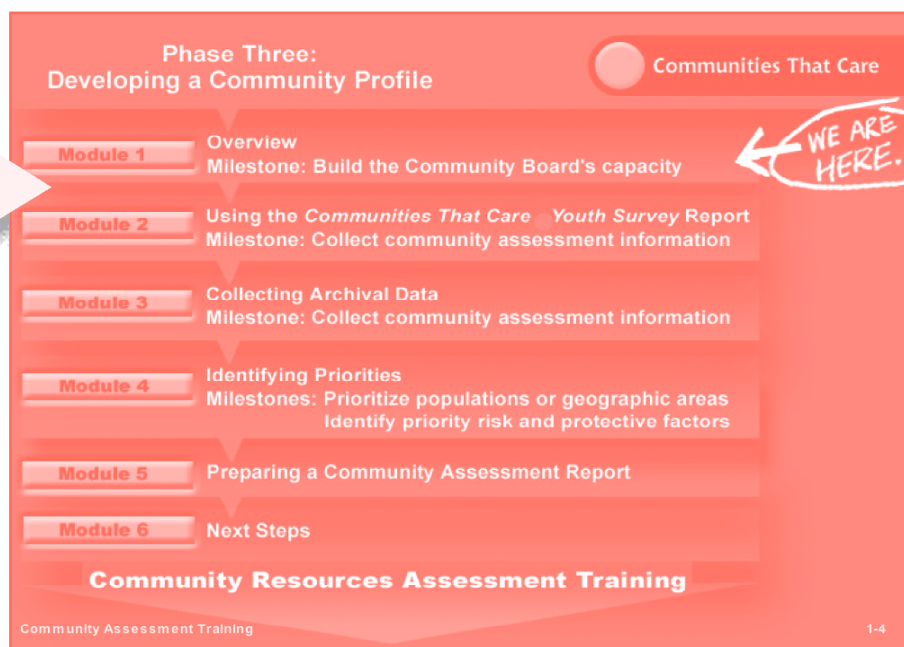 Phase Three:
Developing a Community Profile
Communities That Care
WE ARE
HERE.
Module 1
Overview
Milestone: Build the Community Board's capacity
Module 2
Using the Communities That Care Youth Survey Report
Milestone: Collect community assessment information
Module 3
Collecting Archival Data
Milestone: Collect community assessment information
Module 4
Identifying Priorities
Milestones: Prioritize populations or geographic areas
Identify priority risk and protective factors
Module 5
Preparing a Community Assessment Report
Module 6
Next Steps
Community Resources Assessment Training
Community Assessment Training
1-4